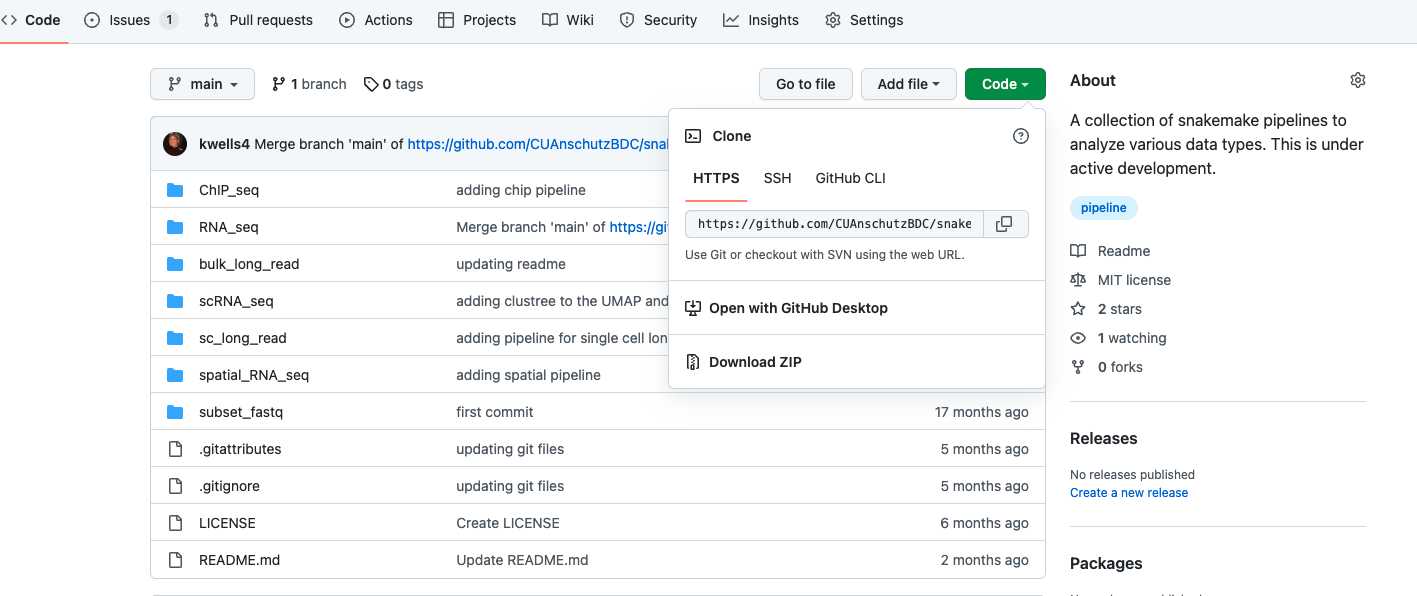 Code Issues 1 Pull requests Actions Projects Wiki Security Insights Settings
main 1 branch 0 tags Go to file Add file Code
kwells4 Merge branch 'main' of https://github.com/CUAnschutzBDC/sna
ChIP_seq adding chip pipeline
RNA_seq Merge branch 'main' of https://gi
bulk_long_read updating readme
scRNA_seq adding clustree to the UMAP and
sc_long_read adding pipeline for single cell lon
spatial_RNA_seq adding spatial pipeline
subset_fastq first commit 17 months ago
.gitattributes updating git files 5 months ago
.gitignore updating git files 5 months ago
LICENSE Create LICENSE 6 months ago
README.md Update README.md 2 months ago
Clone
HTTPS SSH GitHub CLI
https://github.com/CUAnschutzBDC/snake
Use Git or checkout with SVN using the web URL.
Open with GitHub Desktop
Download ZIP
About
A collection of snakemake pipelines to
analyze various data types. This is under
active development.
pipeline
Readme
MIT license
2 stars
1 watching
0 forks
Releases
No releases published
Create a new release
Packages